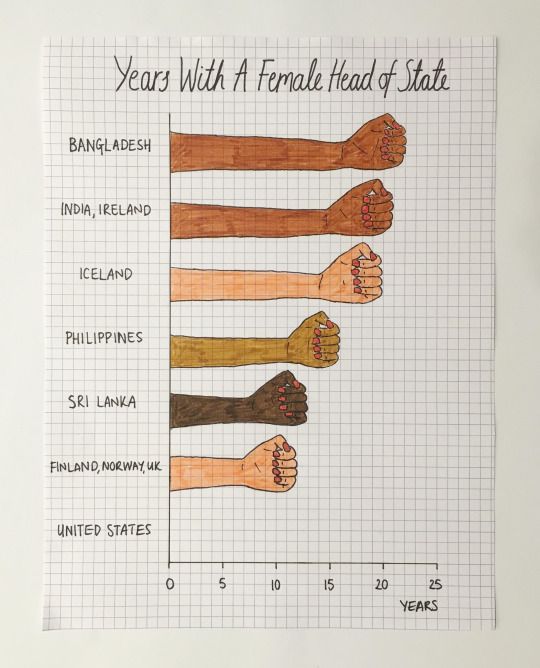 Years With A Female Head of State
BANGLADESH
INDIA, IRELAND
ICELAND
PHILIPPINES
SRI LANKA
FINLAND, NORWAY, UK
UNITED STATES
0 5 10 15 20 25
YEARS